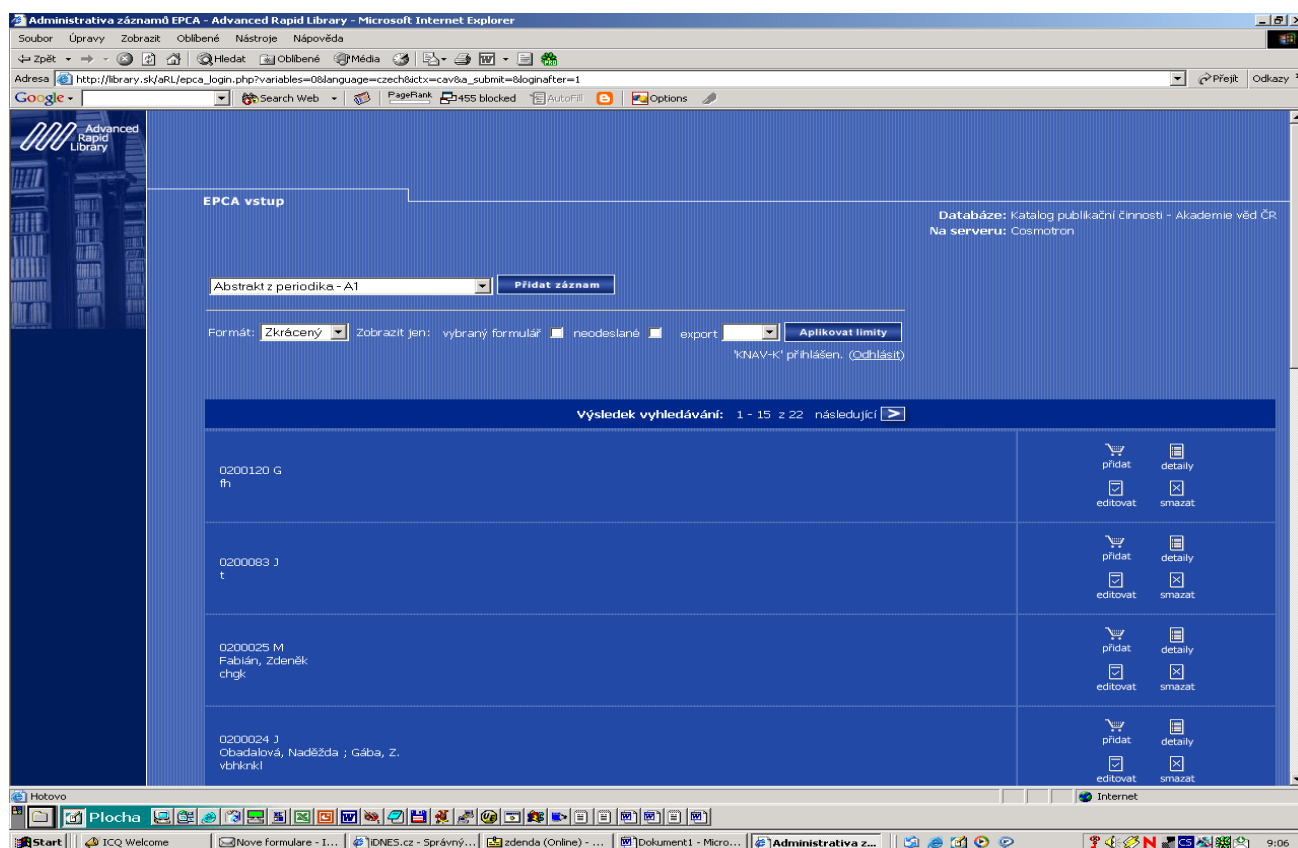 Administrativa záznamů EPCA - Advanced Rapid Library - Microsoft Internet Explorer
Soubor Úpravy Zobrazit Oblíbené Nástroje Nápověda
Zpět Hledat Oblíbené Média
Adresa http://library.sk/aRL/epca_login.php?variables=0&language=czech&ictx=cav&a_submit=&loginafter=1 Přejít Odkazy
Google Search Web PageRank 455 blocked AutoFill Options
Advanced
Rapid
Library
EPCA vstup
Databáze: Katalog publikační činnosti - Akademie věd ČR
Na serveru: Cosmotron
Abstrakt z periodika - A1 Přidat záznam
Formát: Zkrácený Zobrazit jen: vybraný formulář neodeslané export Aplikovat limity
'KNAV-K' přihlášen. (Odhlásit)
Výsledek vyhledávání: 1 - 15 z 22 následující >
0200120 G
fh
přidat detaily
editovat smazat
0200083 J
t
přidat detaily
editovat smazat
0200025 M
Fabián, Zdeněk
chgk
přidat detaily
editovat smazat
0200024 J
Obadalová, Naděžda ; Gába, Z.
vbhknkl
přidat detaily
editovat smazat
Hotovo Internet
Plocha
Start ICQ Welcome Nove formulare - I... iDNES.cz - Správný... zdenda (Online) - ... Dokument1 - Micro... Administrativa z... CS 9:06